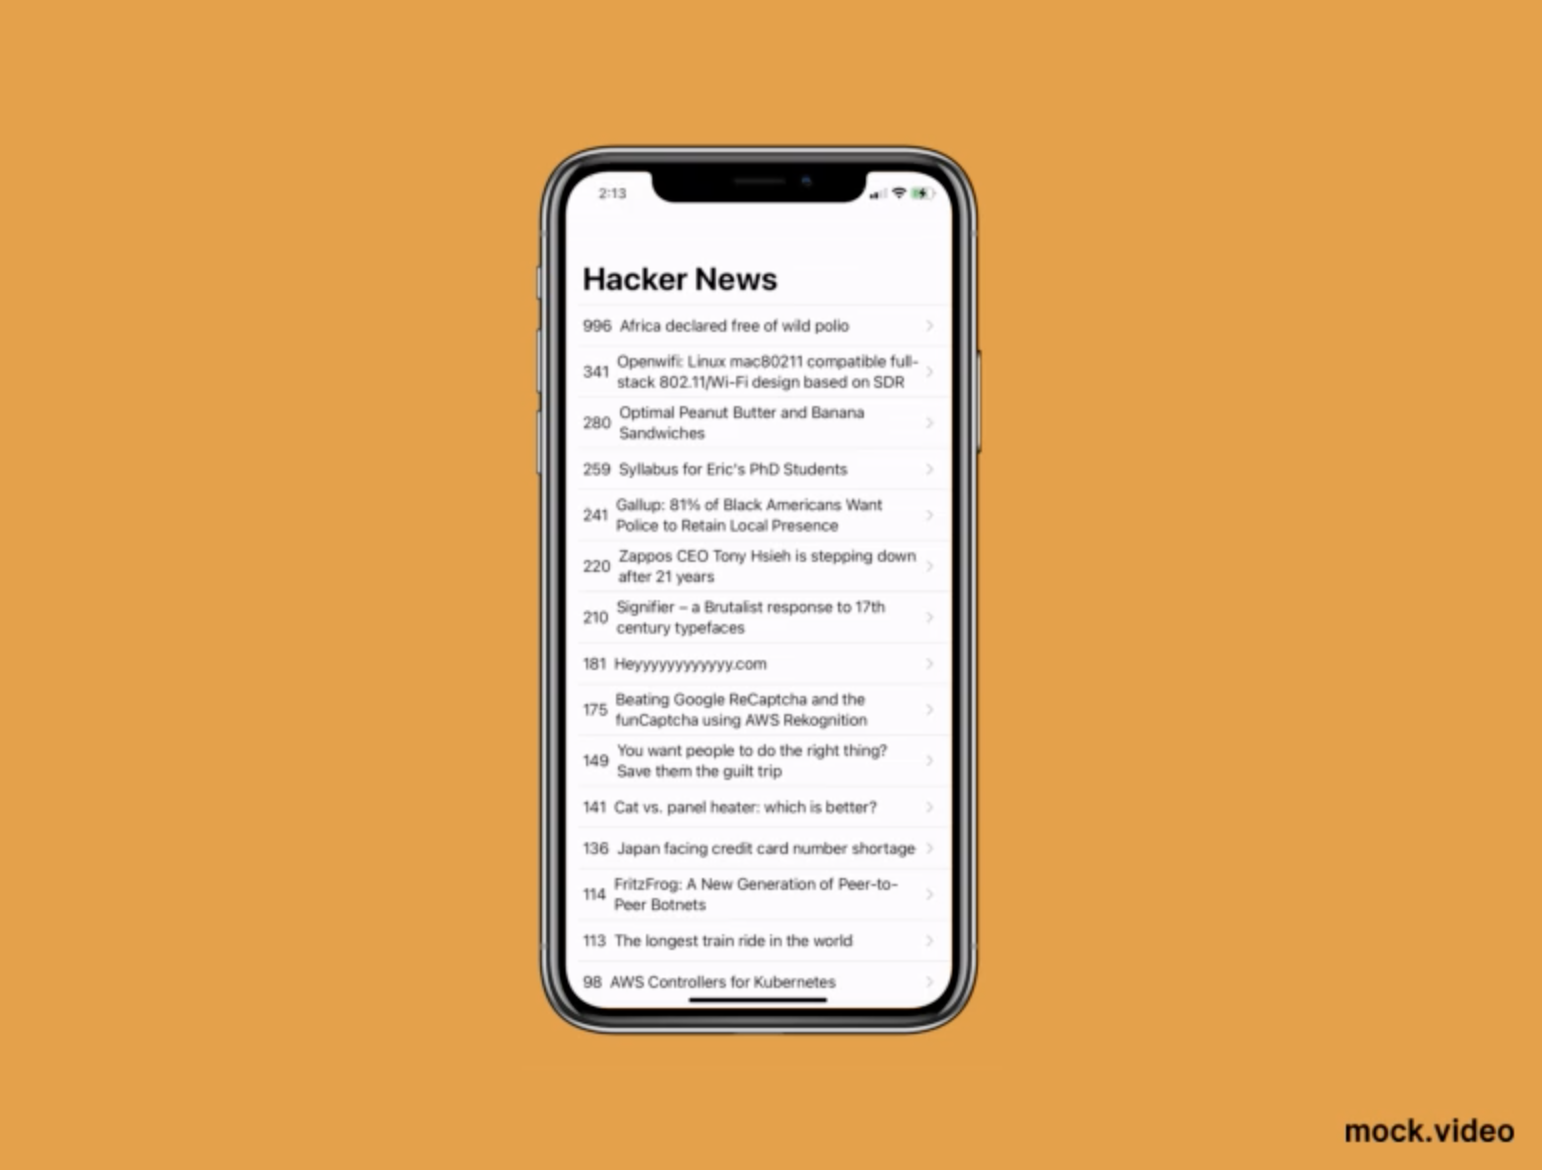 2:13
Hacker News
996 Africa declared free of wild polio
341 Openwifi: Linux mac80211 compatible full-
stack 802.11/Wi-Fi design based on SDR
280 Optimal Peanut Butter and Banana
Sandwiches
259 Syllabus for Eric's PhD Students
241 Gallup: 81% of Black Americans Want
Police to Retain Local Presence
220 Zappos CEO Tony Hsieh is stepping down
after 21 years
210 Signifier – a Brutalist response to 17th
century typefaces
181 Heyyyyyyyyyyyy.com
175 Beating Google ReCaptcha and the
funCaptcha using AWS Rekognition
149 You want people to do the right thing?
Save them the guilt trip
141 Cat vs. panel heater: which is better?
136 Japan facing credit card number shortage
114 FritzFrog: A New Generation of Peer-to-
Peer Botnets
113 The longest train ride in the world
98 AWS Controllers for Kubernetes
mock.video